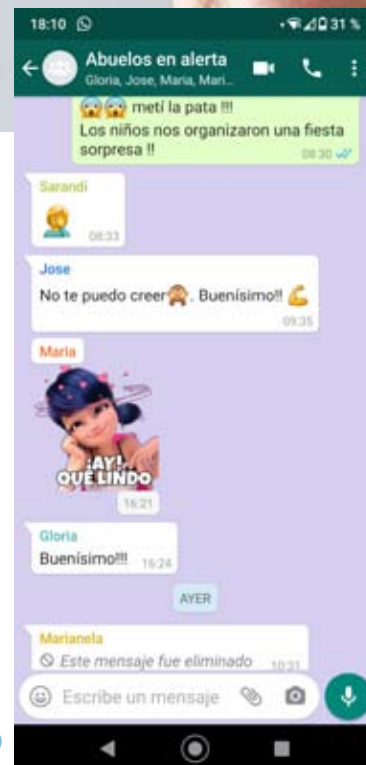 18:10 31 %
Abuelos en alerta
Gloria, Jose, Maria, Mari...
😱😱 metí la pata !!!
Los niños nos organizaron una fiesta
sorpresa !!
08:30
Sarandi
🤦
08:33
Jose
No te puedo creer🙈. Buenísimo!! 💪
09:35
Maria
¡AY!
QUÉ LINDO
16:21
Gloria
Buenísimo!!! 16:24
AYER
Marianela
Este mensaje fue eliminado 10:31
Escribe un mensaje